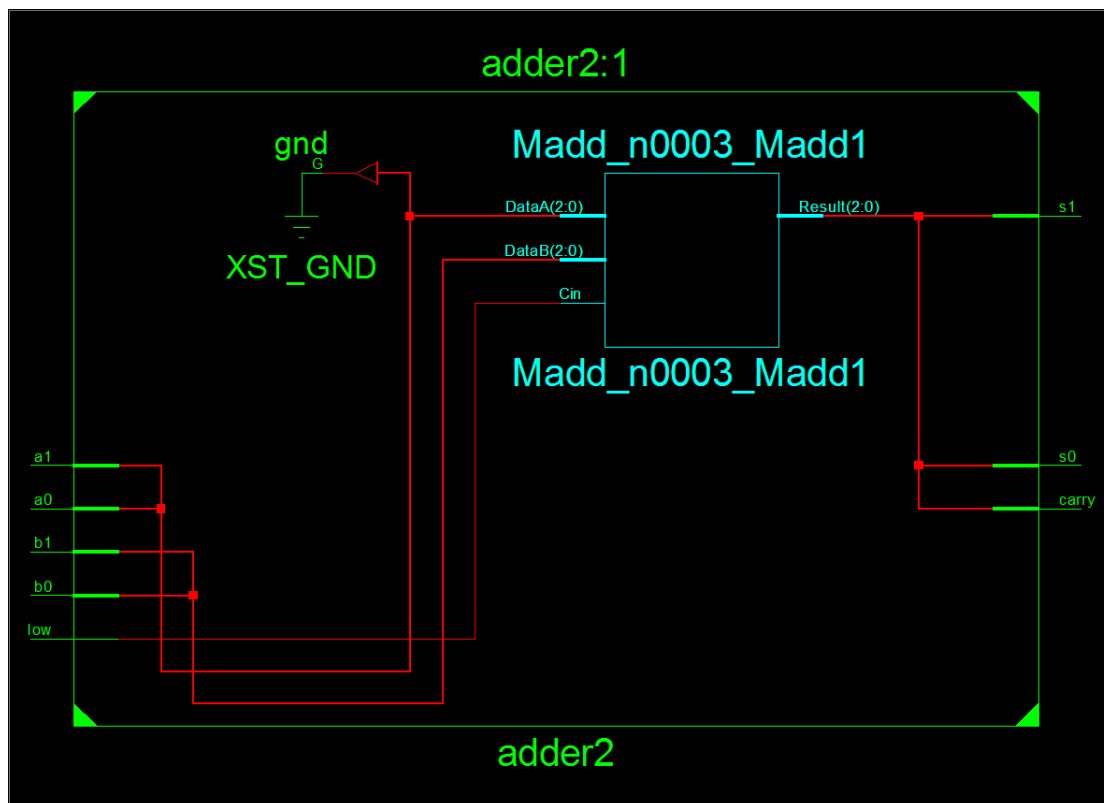 adder2:1
gnd
G
XST_GND
Madd_n0003_Madd1
DataA(2:0)
DataB(2:0)
Cin
Result(2:0)
Madd_n0003_Madd1
a1
a0
b1
b0
low
s1
s0
carry
adder2